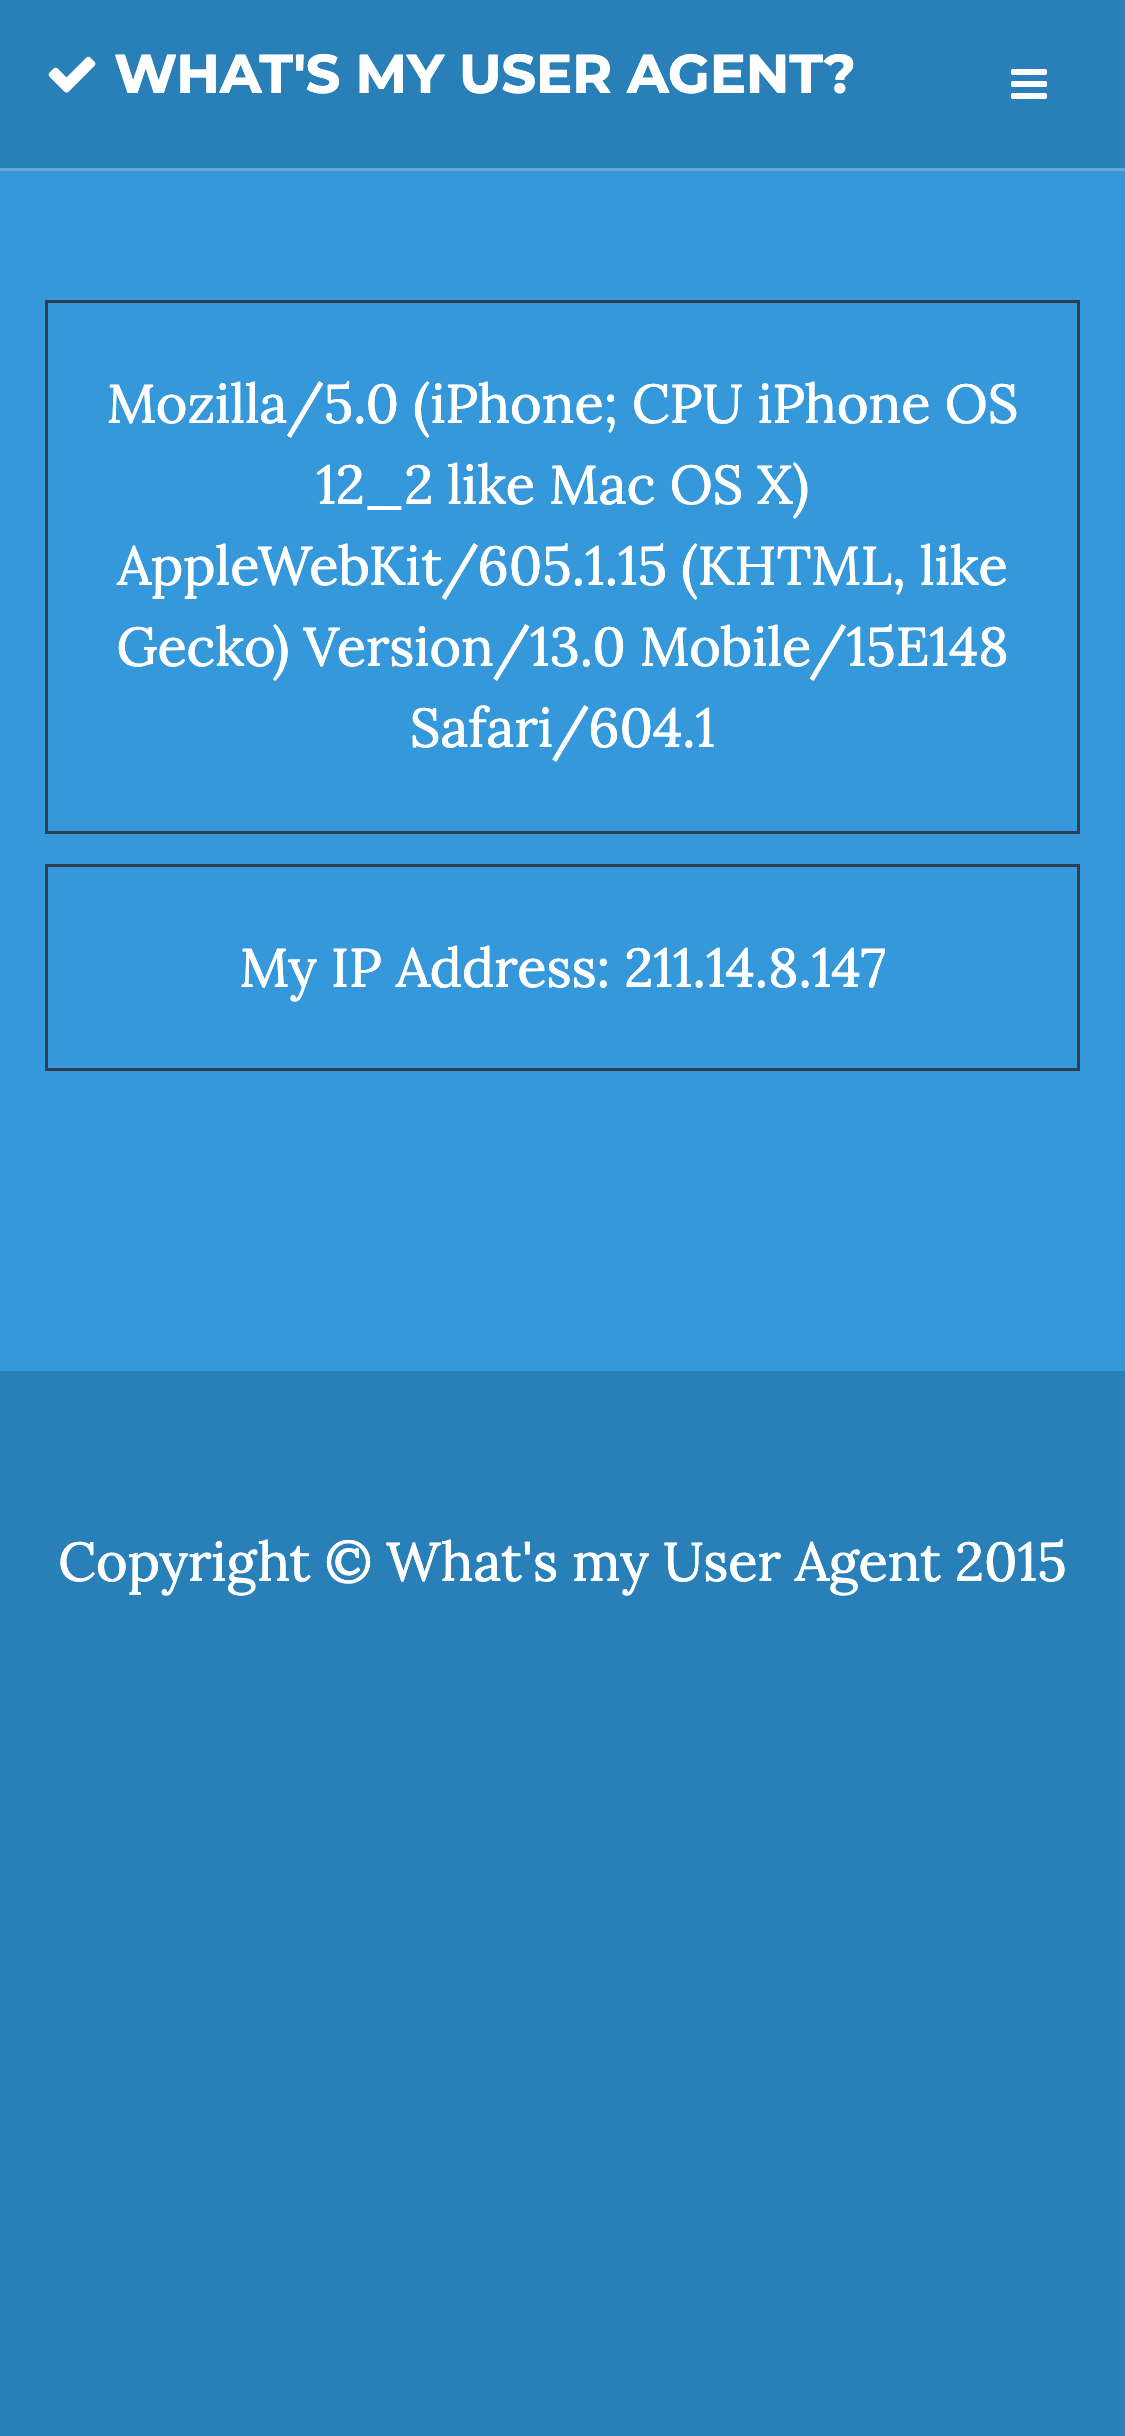 WHAT'S MY USER AGENT?
Mozilla/5.0 (iPhone; CPU iPhone OS
12_2 like Mac OS X)
AppleWebKit/605.1.15 (KHTML, like
Gecko) Version/13.0 Mobile/15E148
Safari/604.1
My IP Address: 211.14.8.147
Copyright © What's my User Agent 2015